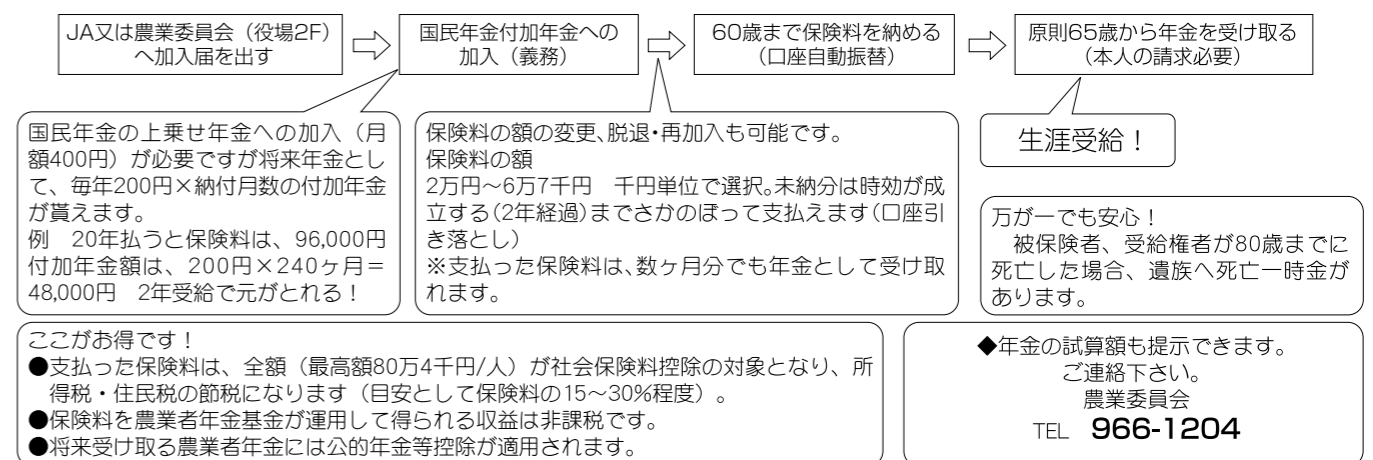 JA又は農業委員会（役場2F）
へ加入届を出す
国民年金付加年金への
加入（義務）
60歳まで保険料を納める
（口座自動振替）
原則65歳から年金を受け取る
（本人の請求必要）
国民年金の上乗せ年金への加入（月
額400円）が必要ですが将来年金とし
て、毎年200円×納付月数の付加年金
が貰えます。
例　20年払うと保険料は、96,000円
付加年金額は、200円×240ヶ月＝
48,000円　2年受給で元がとれる！
保険料の額の変更、脱退・再加入も可能です。
保険料の額
2万円～6万7千円　千円単位で選択。未納分は時効が成
立する（2年経過）までさかのぼって支払えます（口座引
き落とし）
※支払った保険料は、数ヶ月分でも年金として受け取
れます。
生涯受給！
万が一でも安心！
被保険者、受給権者が80歳までに
死亡した場合、遺族へ死亡一時金が
あります。
ここがお得です！
●支払った保険料は、全額（最高額80万4千円/人）が社会保険料控除の対象となり、所
得税・住民税の節税になります（目安として保険料の15～30%程度）。
●保険料を農業者年金基金が運用して得られる収益は非課税です。
●将来受け取る農業者年金には公的年金等控除が適用されます。
◆年金の試算額も提示できます。
ご連絡下さい。
農業委員会
TEL　966-1204